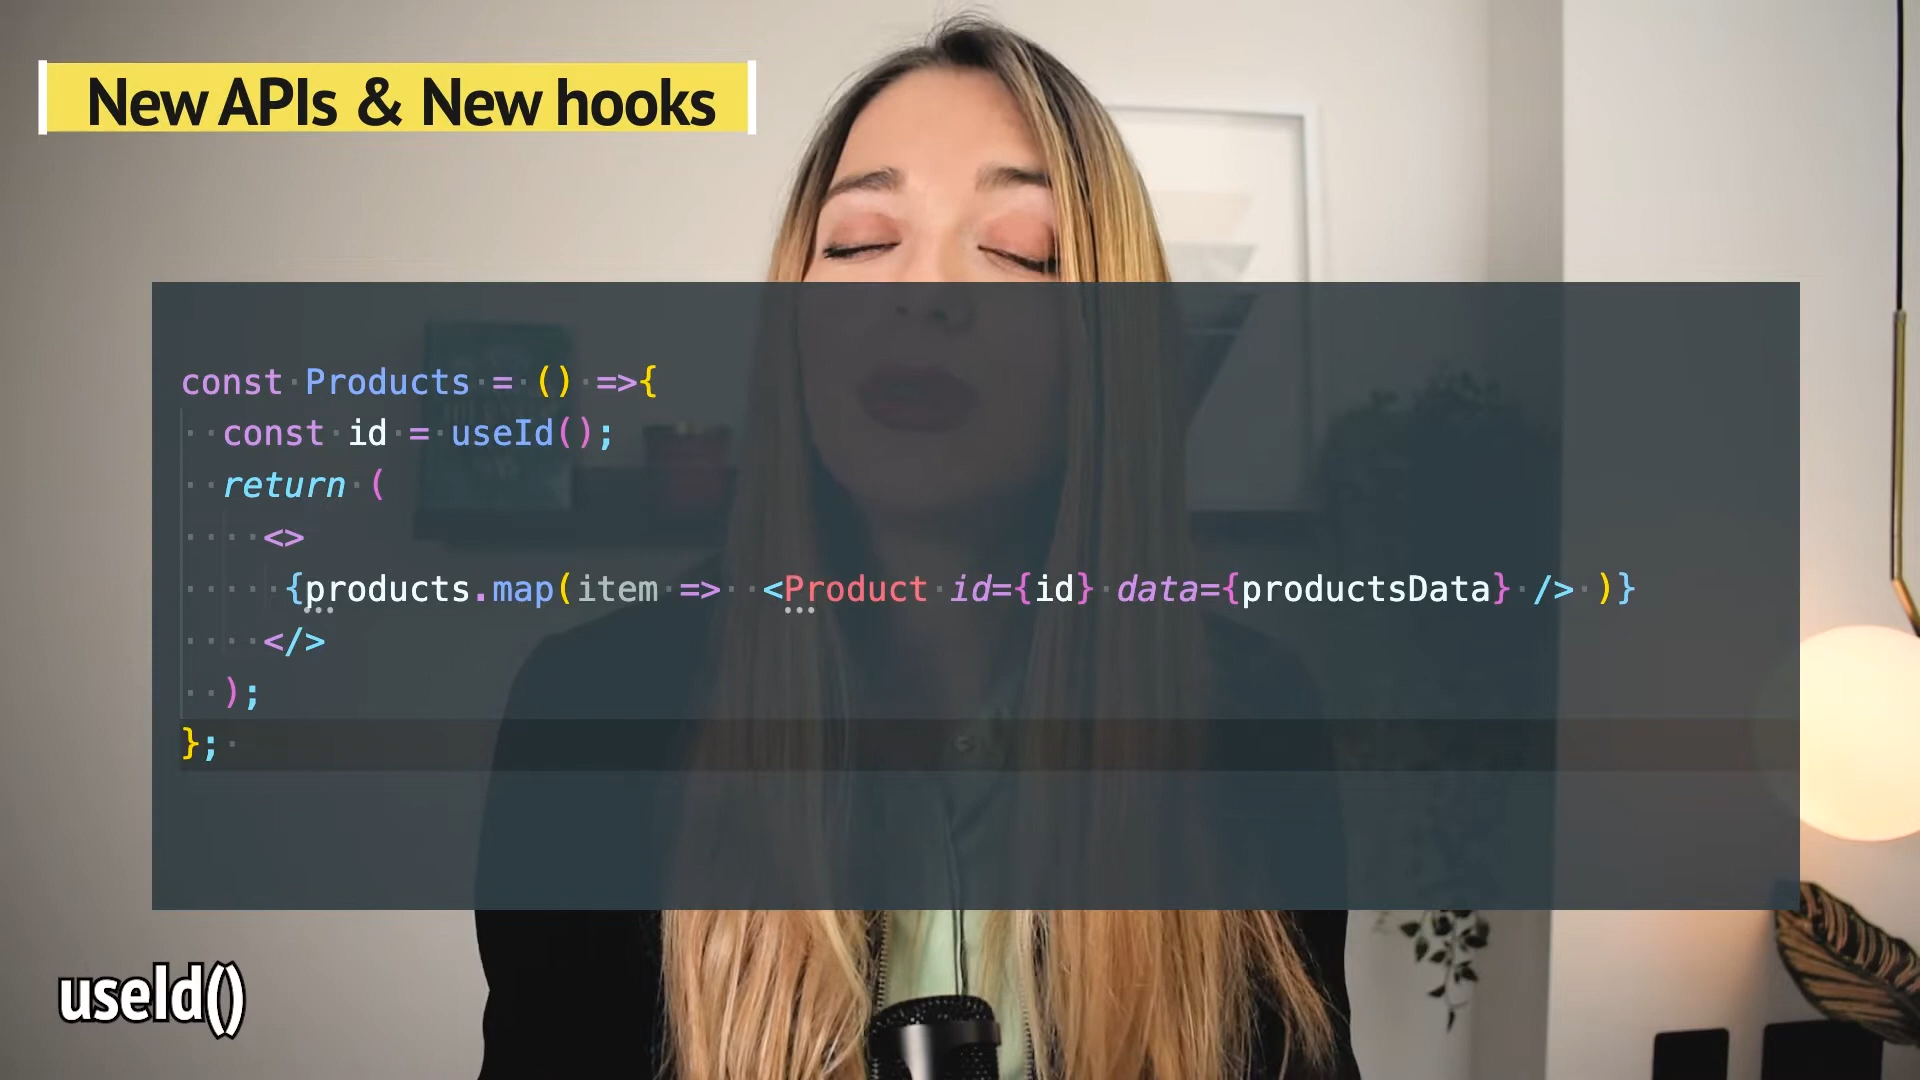 New APIs & New hooks
const Products = () =>{
const id = useId();
return (
<>
{products.map(item => <Product id={id} data={productsData} /> )}
</>
);
};
useId()